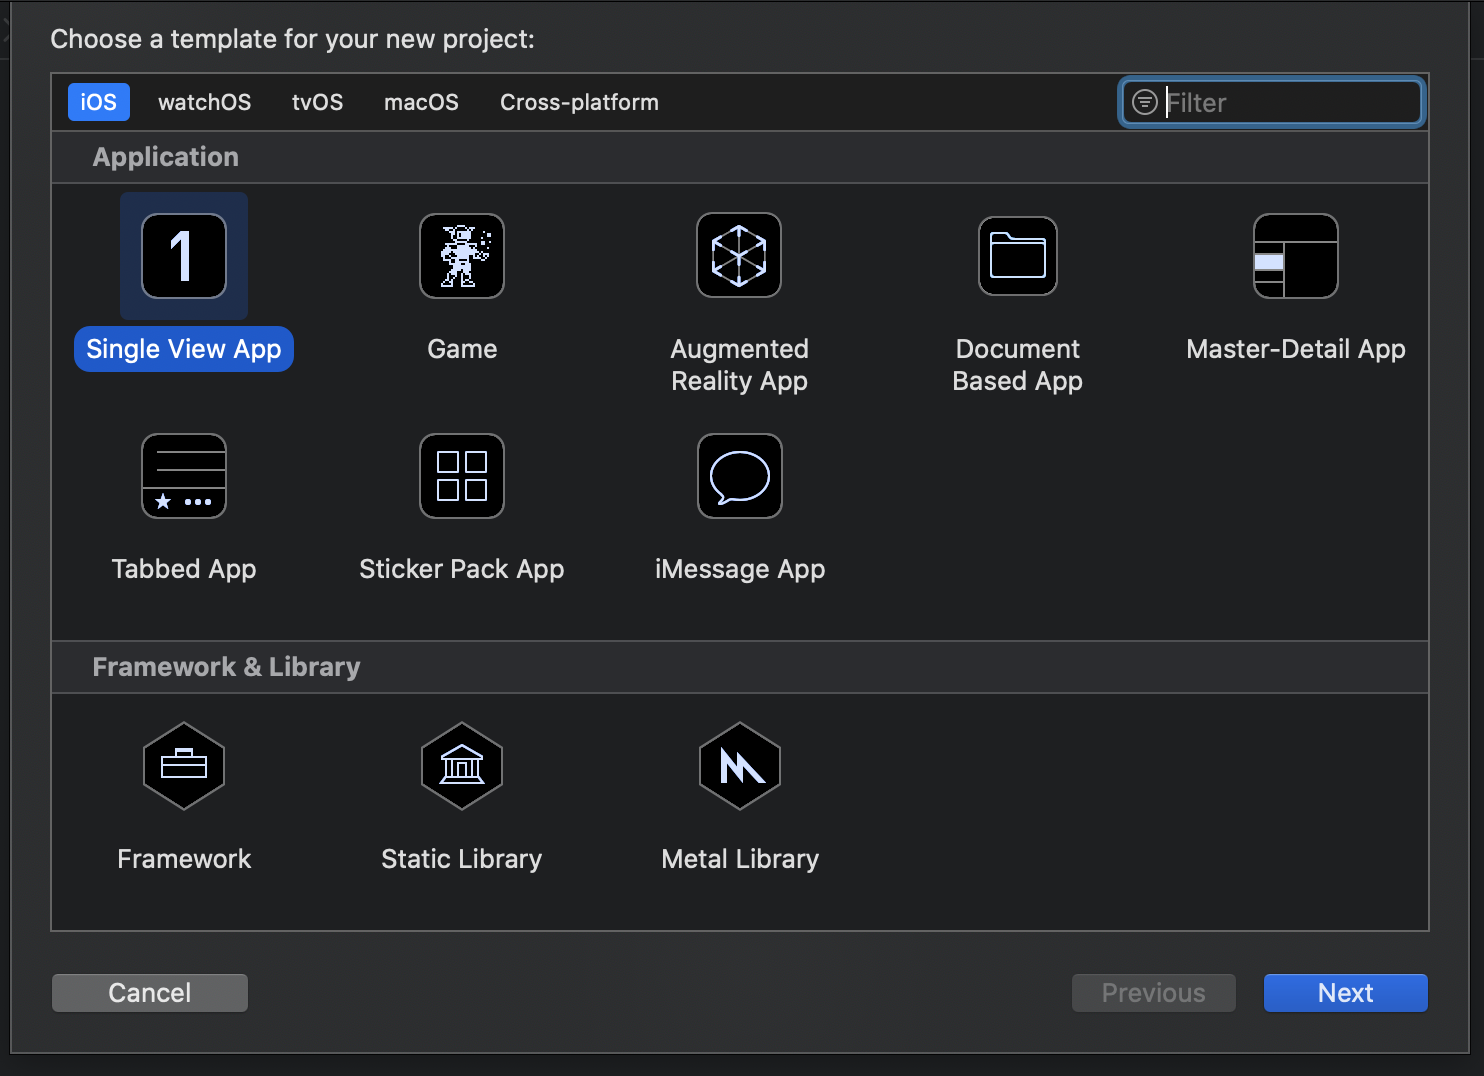 Choose a template for your new project:
iOS watchOS tvOS macOS Cross-platform Filter
Application
1
Single View App Game Augmented Reality App Document Based App Master-Detail App
Tabbed App Sticker Pack App iMessage App
Framework & Library
Framework Static Library Metal Library
Cancel Previous Next